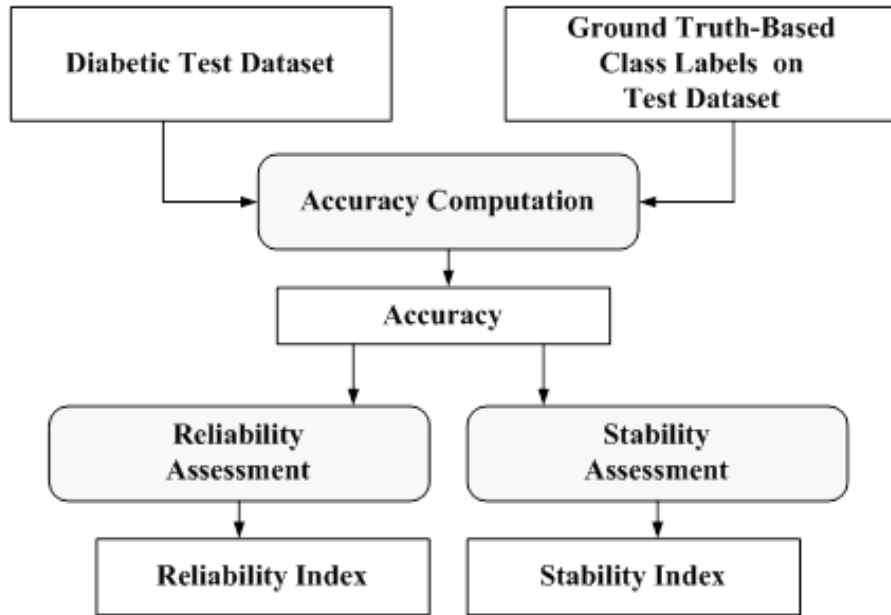 Diabetic Test Dataset
Ground Truth-Based
Class Labels on
Test Dataset
Accuracy Computation
Accuracy
Reliability
Assessment
Stability
Assessment
Reliability Index
Stability Index